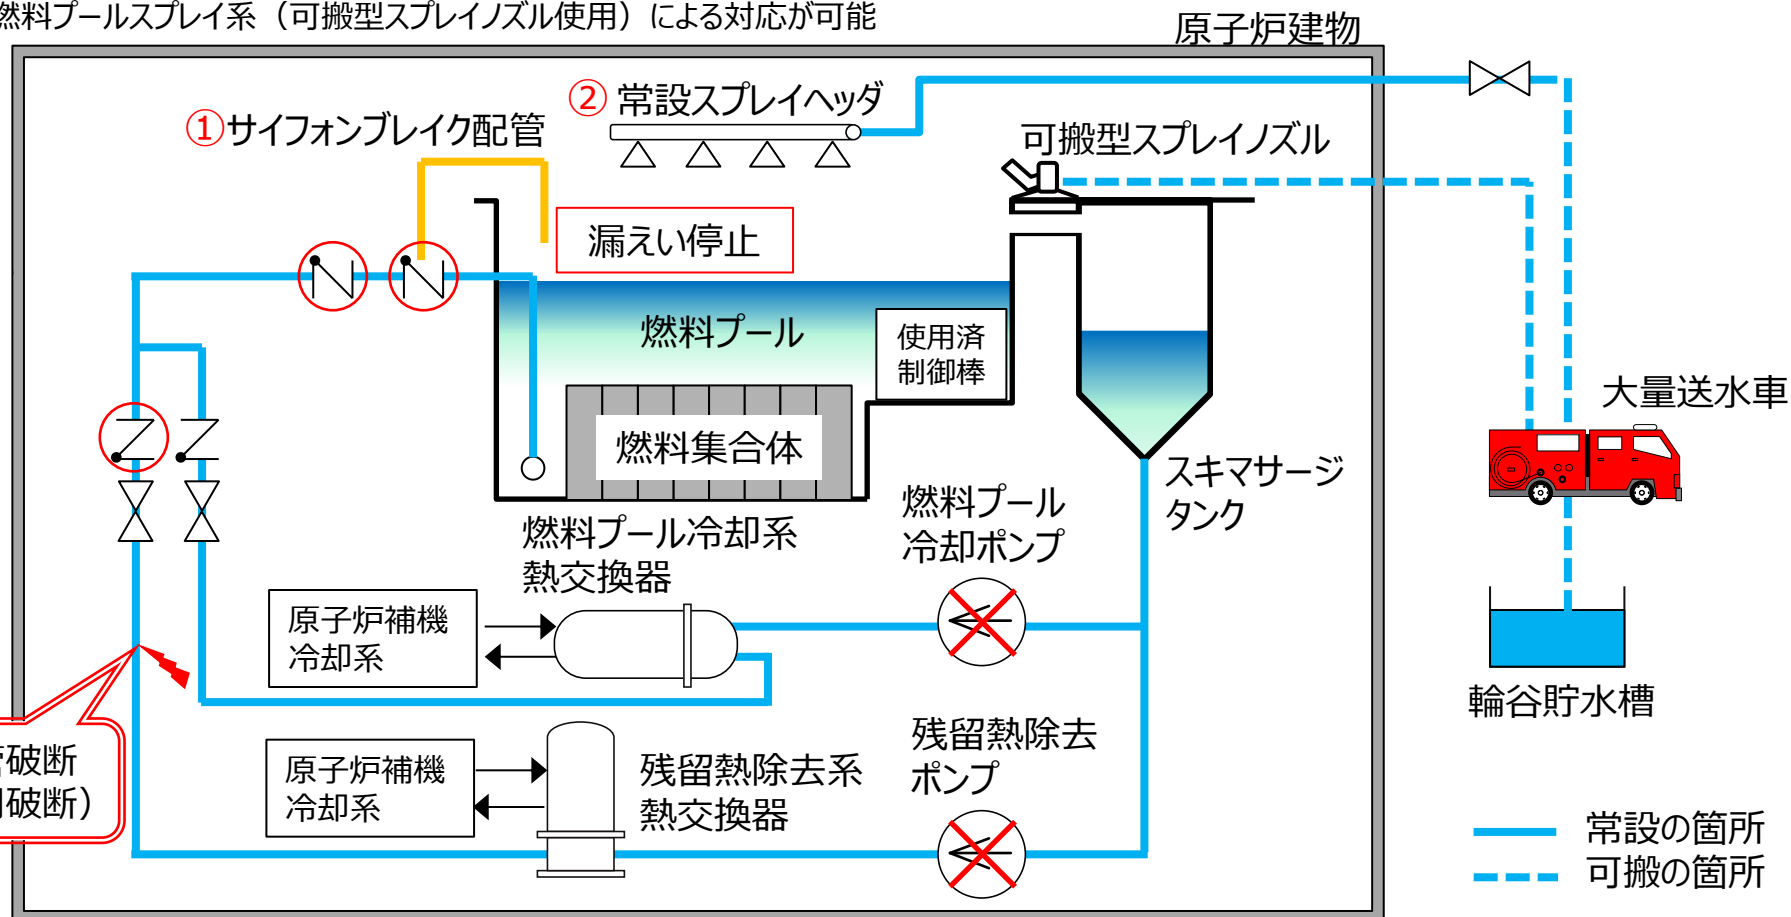 燃料プールスプレイ系（可搬型スプレイノズル使用）による対応が可能
原子炉建物
② 常設スプレイヘッダ
①サイフォンブレイク配管
可搬型スプレイノズル
漏えい停止
燃料プール
使用済
制御棒
大量送水車
燃料集合体
スキマサージ
タンク
燃料プール
冷却ポンプ
燃料プール冷却系
熱交換器
原子炉補機
冷却系
輪谷貯水槽
残留熱除去
ポンプ
破断
破断）
原子炉補機
冷却系
残留熱除去系
熱交換器
常設の箇所
可搬の箇所